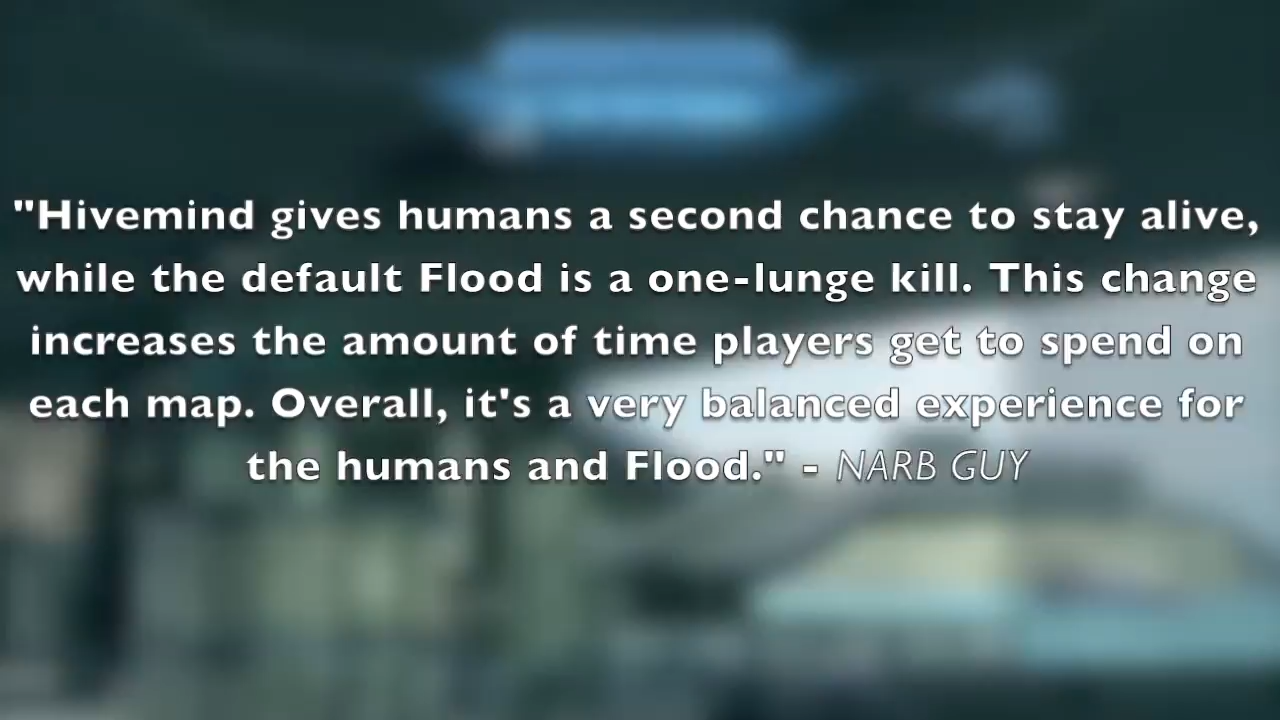 "Hivemind gives humans a second chance to stay alive,
while the default Flood is a one-lunge kill. This change
increases the amount of time players get to spend on
each map. Overall, it's a very balanced experience for
the humans and Flood." - NARB GUY